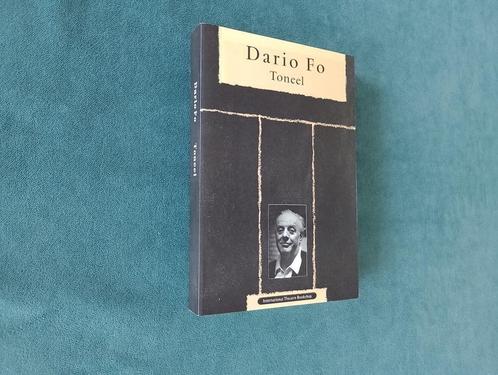 Dario Fo
Toneel
Dario Fo Toneel
International Theatre Bookshop